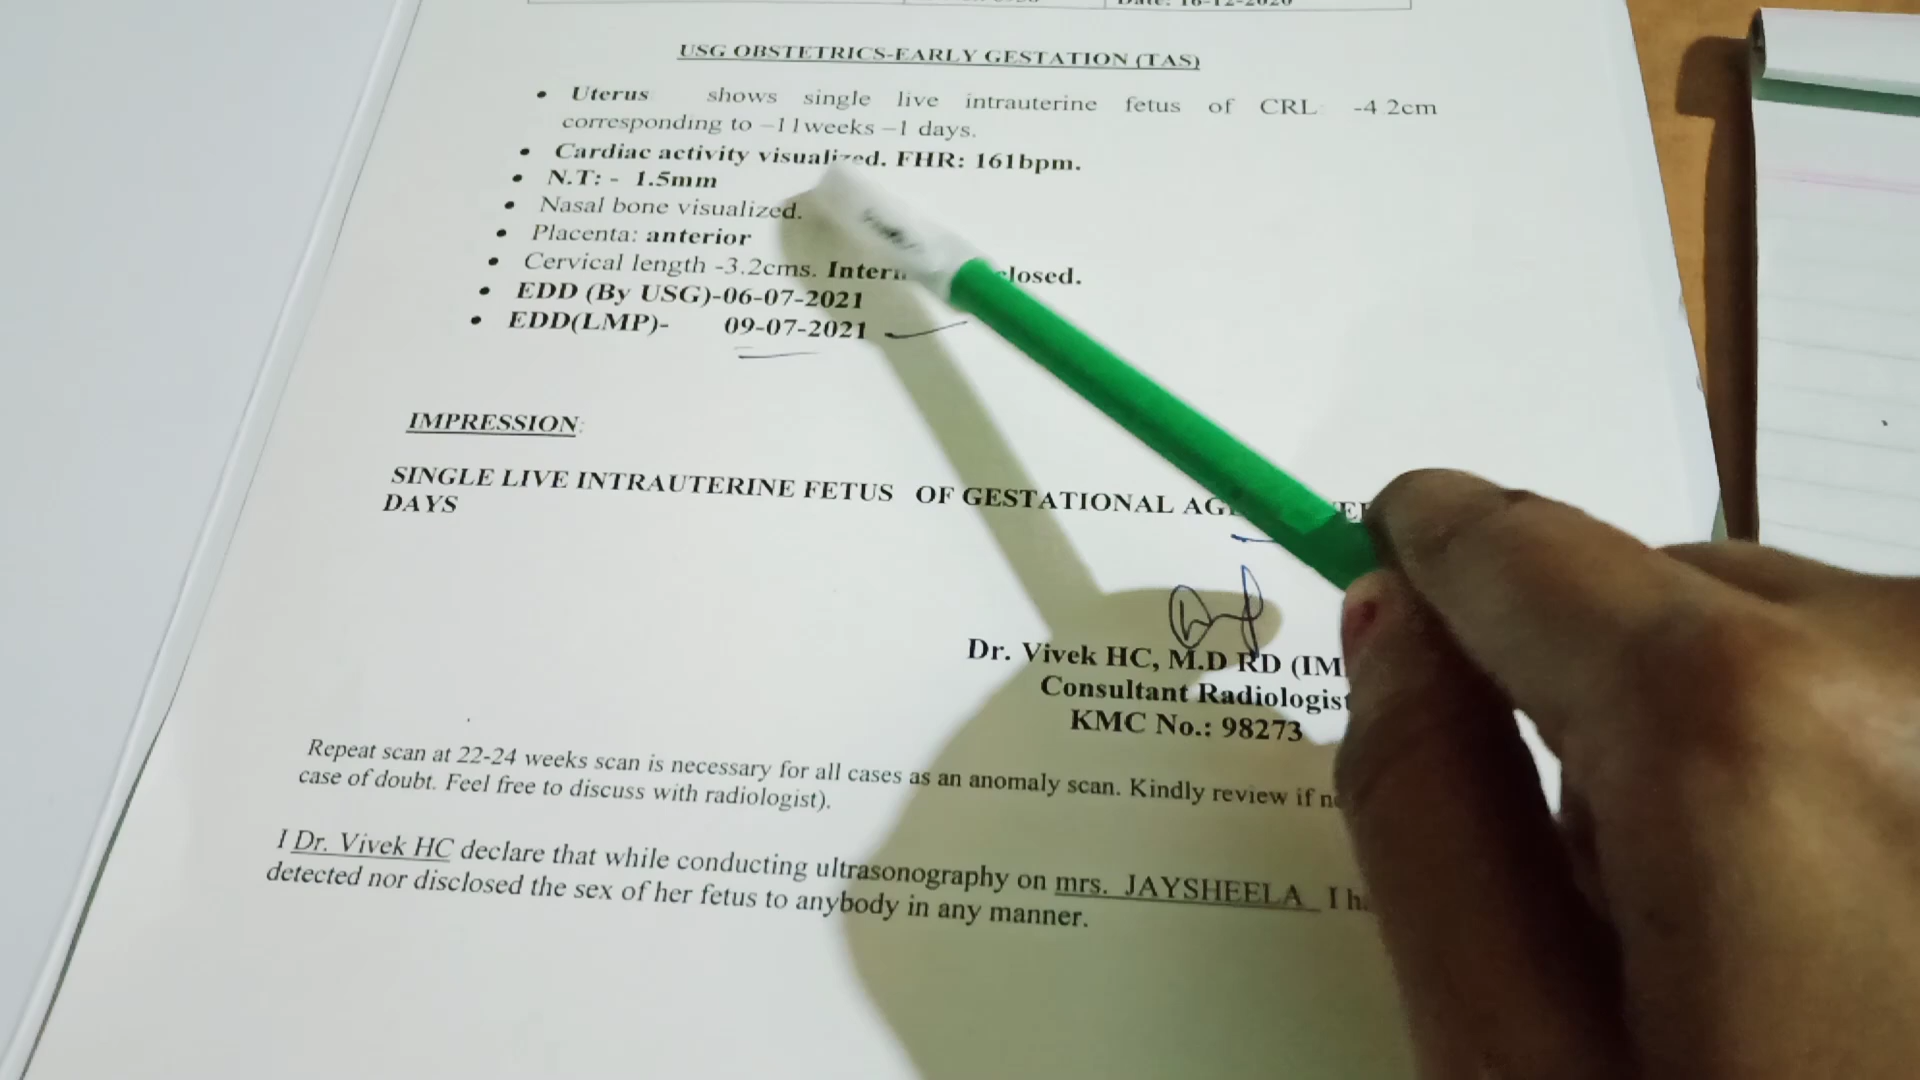 Date: 16-12-2020
USG OBSTETRICS-EARLY GESTATION (TAS)
• Uterus: shows single live intrauterine fetus of CRL: -4.2cm
corresponding to –11weeks –1 days.
• Cardiac activity visualized. FHR: 161bpm.
• N.T: - 1.5mm
• Nasal bone visualized.
• Placenta: anterior
• Cervical length -3.2cms.
• EDD (By USG)-06-07-2021
• EDD(LMP)- 09-07-2021
IMPRESSION:
SINGLE LIVE INTRAUTERINE FETUS OF GESTATIONAL
DAYS
Dr. Vivek HC, M.D RD
Consultant Radiologist
KMC No.: 98273
Repeat scan at 22-24 weeks scan is necessary for all cases as an anomaly scan. Kindly review if
case of doubt. Feel free to discuss with radiologist).
I Dr. Vivek HC declare that while conducting ultrasonography on mrs. JAYSHEELA I
detected nor disclosed the sex of her fetus to anybody in any manner.